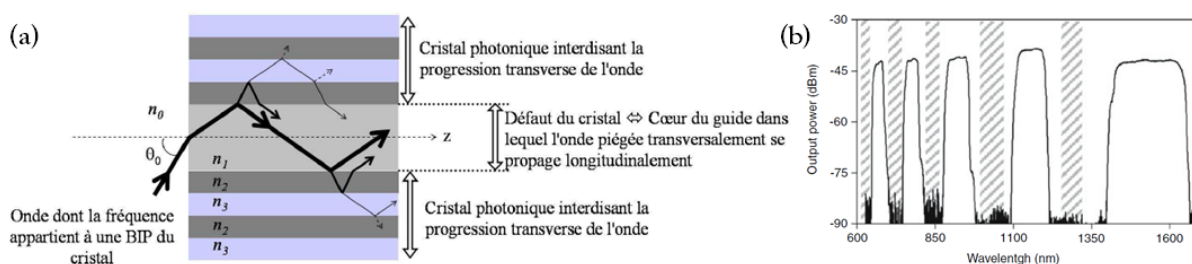 (a)
Cristal photonique interdisant la
progression transverse de l'onde
n0
Défaut du cristal ⇔ Cœur du guide dans
lequel l'onde piégée transversalement se
propage longitudinalement
z
θ0
n1
n2
n3
n2
n3
Onde dont la fréquence
appartient à une BIP du
cristal
Cristal photonique interdisant la
progression transverse de l'onde
(b)
Output power (dBm)
-30
-45
-60
-75
-90
600
850
1100
1350
1600
Wavelentgh (nm)